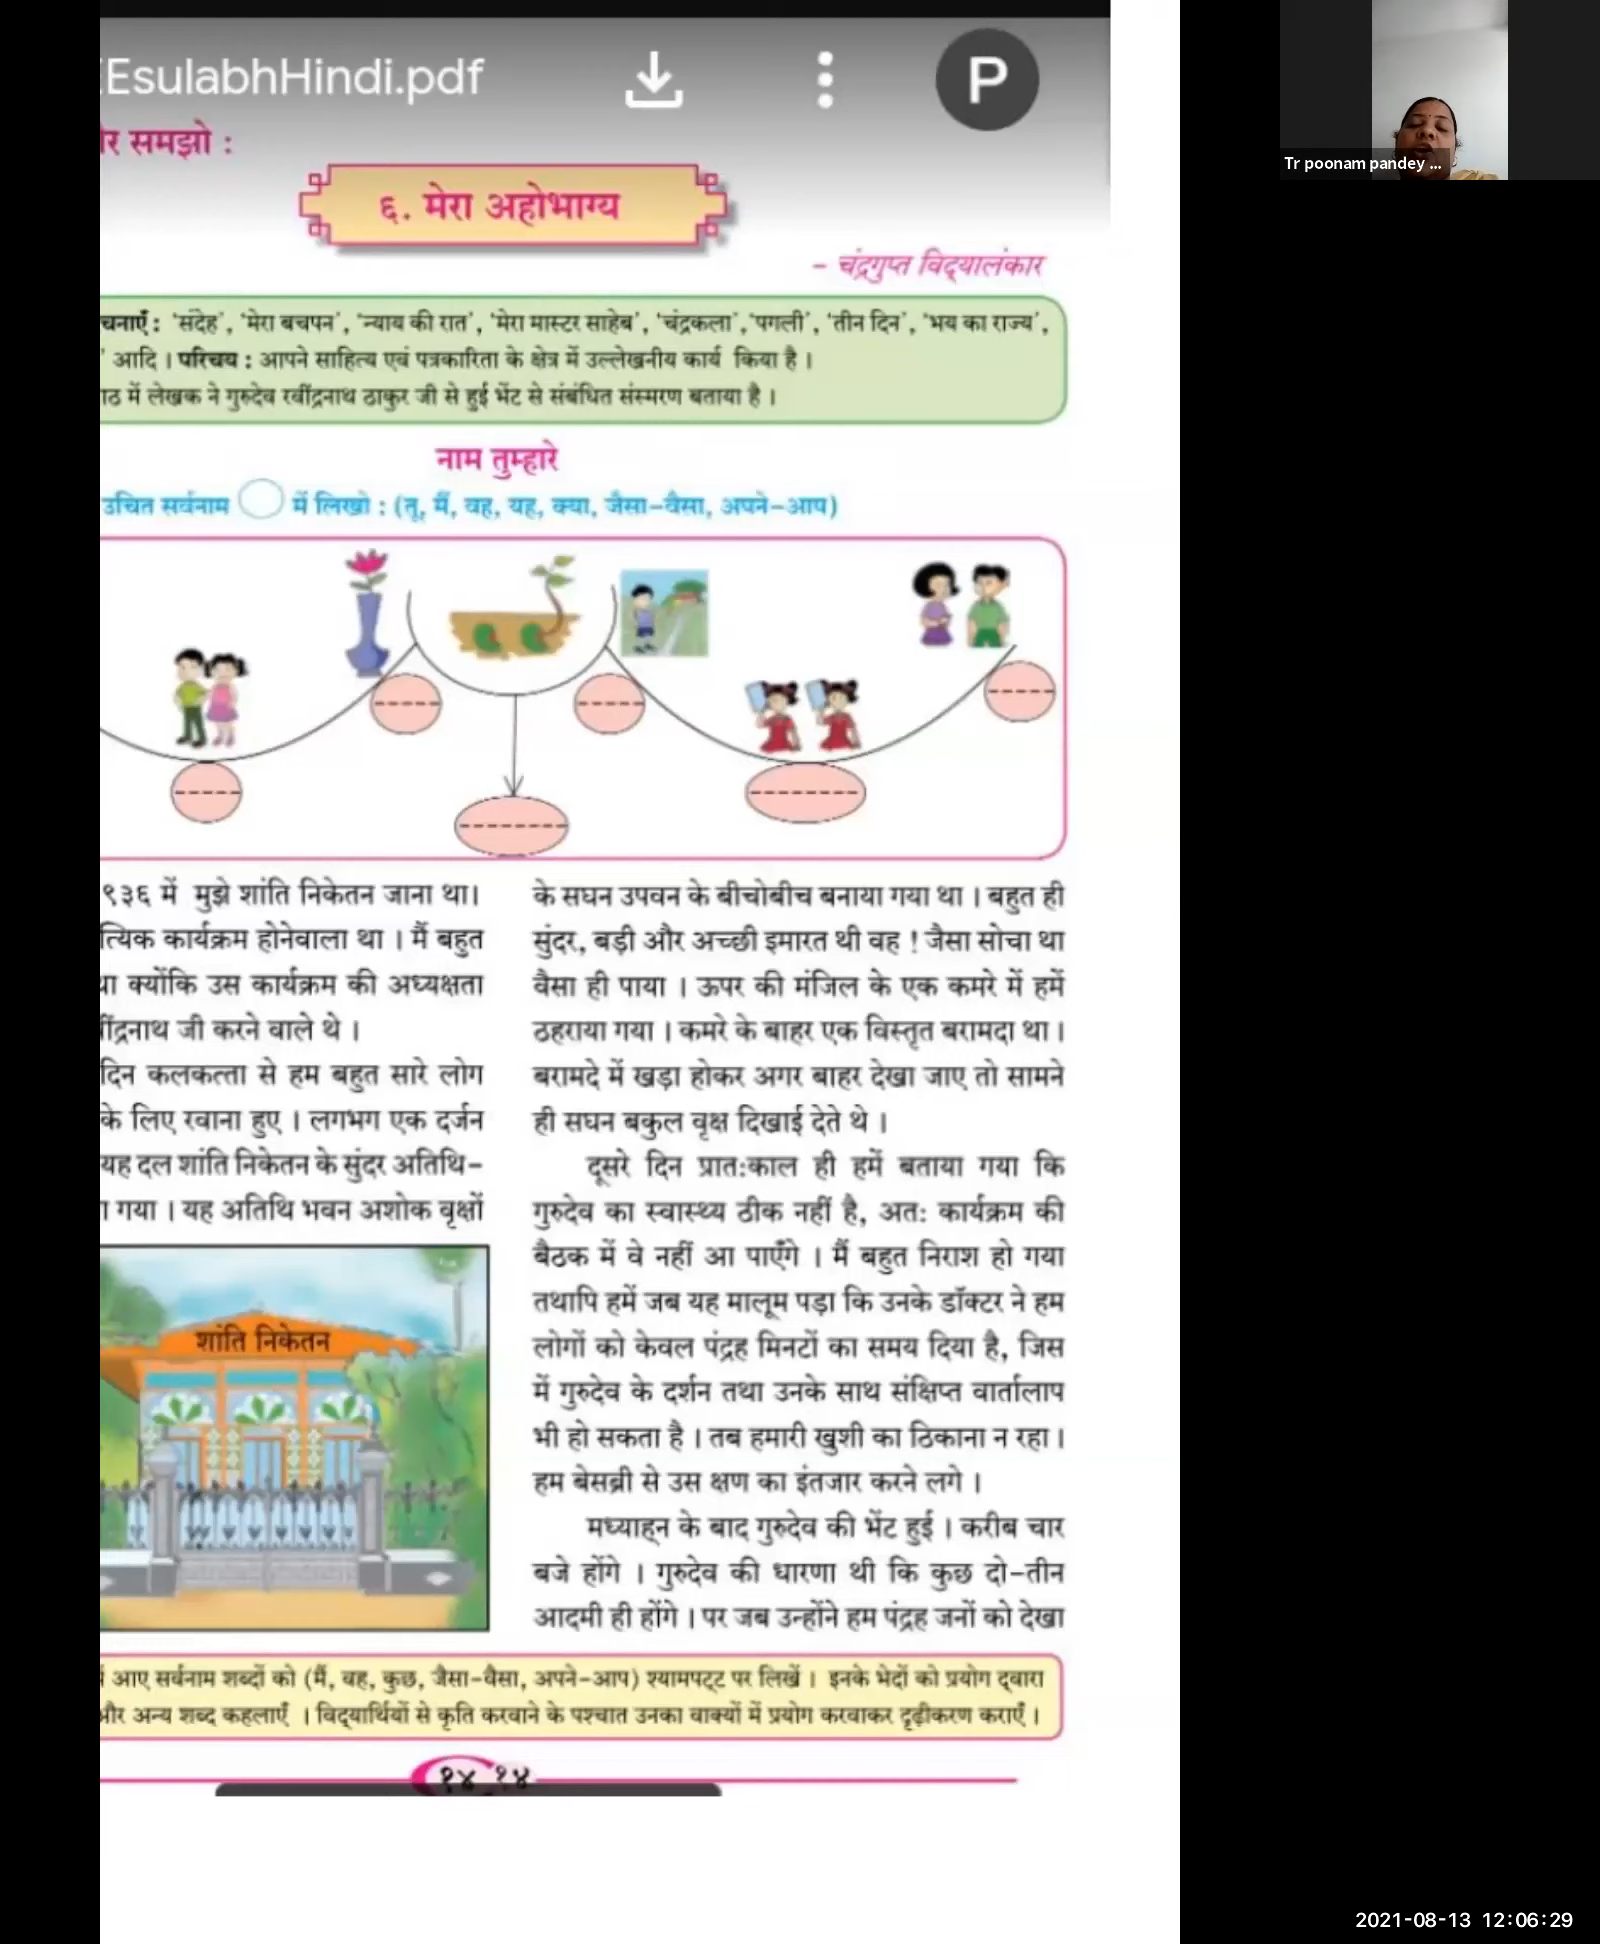 EsulabhHindi.pdf
P
Tr poonam pandey ...
समझो :
६. मेरा अहोभाग्य
- चंद्रगुप्त विद्यालंकार
'संदेह', 'मेरा बचपन', 'न्याय की रात', 'मेरा मास्टर साहेब', 'चंद्रकला', 'पगली', 'तीन दिन', 'भय का राज्य',
' आदि । परिचय : आपने साहित्य एवं पत्रकारिता के क्षेत्र में उल्लेखनीय कार्य किया है ।
में लेखक ने गुरुदेव रवींद्रनाथ ठाकुर जी से हुई भेंट से संबंधित संस्मरण बताया है ।
नाम तुम्हारे
उचित सर्वनाम में लिखो : (तू, मैं, वह, यह, क्या, जैसा-वैसा, अपने-आप)
९३६ में मुझे शांति निकेतन जाना था।
त्यिक कार्यक्रम होनेवाला था । मैं बहुत
क्योंकि उस कार्यक्रम की अध्यक्षता
जी करने वाले थे ।
दिन कलकत्ता से हम बहुत सारे लोग
के लिए रवाना हुए । लगभग एक दर्जन
यह दल शांति निकेतन के सुंदर अतिथि-
गया । यह अतिथि भवन अशोक वृक्षों
शांति निकेतन
के सघन उपवन के बीचोबीच बनाया गया था । बहुत ही
सुंदर, बड़ी और अच्छी इमारत थी वह ! जैसा सोचा था
वैसा ही पाया । ऊपर की मंजिल के एक कमरे में हमें
ठहराया गया । कमरे के बाहर एक विस्तृत बरामदा था ।
बरामदे में खड़ा होकर अगर बाहर देखा जाए तो सामने
ही सघन बकुल वृक्ष दिखाई देते थे ।
दूसरे दिन प्रात:काल ही हमें बताया गया कि
गुरुदेव का स्वास्थ्य ठीक नहीं है, अत: कार्यक्रम की
बैठक में वे नहीं आ पाएँगे । मैं बहुत निराश हो गया
तथापि हमें जब यह मालूम पड़ा कि उनके डॉक्टर ने हम
लोगों को केवल पंद्रह मिनटों का समय दिया है, जिस
में गुरुदेव के दर्शन तथा उनके साथ संक्षिप्त वार्तालाप
भी हो सकता है । तब हमारी खुशी का ठिकाना न रहा ।
हम बेसब्री से उस क्षण का इंतजार करने लगे ।
मध्याह्न के बाद गुरुदेव की भेंट हुई । करीब चार
बजे होंगे । गुरुदेव की धारणा थी कि कुछ दो-तीन
आदमी ही होंगे । पर जब उन्होंने हम पंद्रह जनों को देखा
आए सर्वनाम शब्दों को (मैं, वह, कुछ, जैसा-वैसा, अपने-आप) श्यामपट्ट पर लिखें । इनके भेदों को प्रयोग द्वारा
और अन्य शब्द कहलाएँ । विद्यार्थियों से कृति करवाने के पश्चात उनका वाक्यों में प्रयोग करवाकर दृढ़ीकरण कराएँ ।
१४ १४
2021-08-13 12:06:29